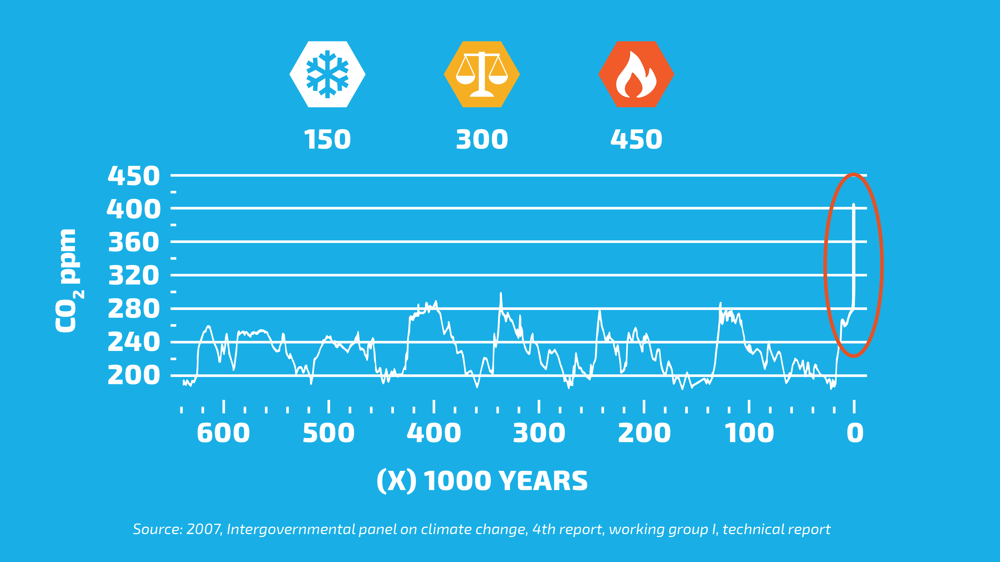 150 300 450
450
400
360
320
280
240
200
CO2 ppm
600 500 400 300 200 100 0
(X) 1000 YEARS
Source: 2007, Intergovernmental panel on climate change, 4th report, working group I, technical report